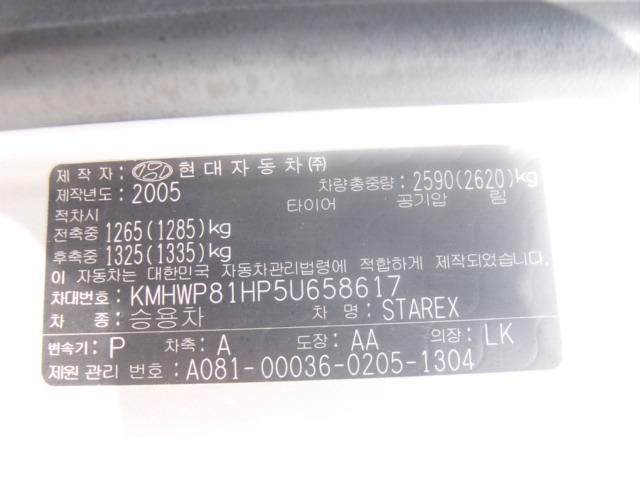 제 작 자: 현대자동차㈜
제작년도: 2005 차량총중량: 2590(2620)kg
적차시 타이어 공기압 림
전축중 1265(1285)kg
후축중 1325(1335)kg
이 자동차는 대한민국 자동차관리법령에 적합하게 제작
차대번호: KMHWP81HP5U658617
차 종: 승용차 차 명: STAREX
변속기: P 차축: A 도장: AA 의장: LK
제원 관리 번호: A081-00036-0205-1304